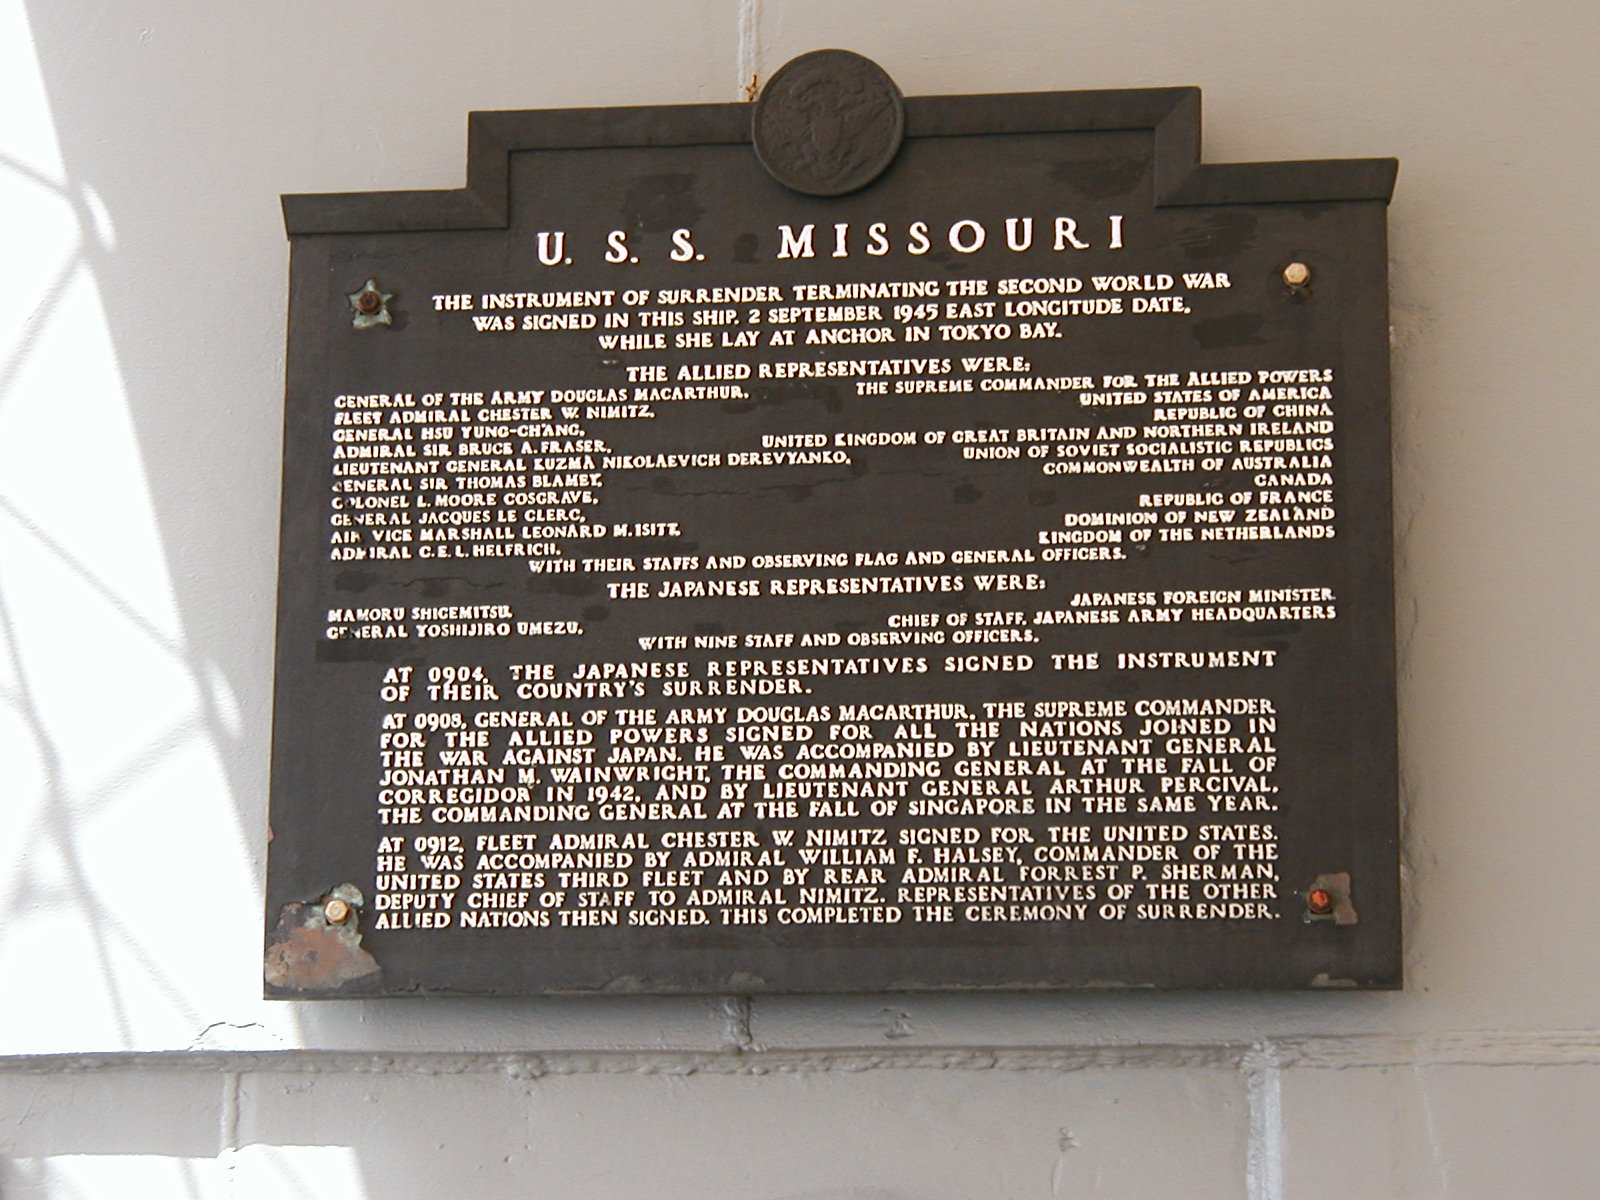 U. S. S. MISSOURI
THE INSTRUMENT OF SURRENDER TERMINATING THE SECOND WORLD WAR
WAS SIGNED IN THIS SHIP, 2 SEPTEMBER 1945 EAST LONGITUDE DATE,
WHILE SHE LAY AT ANCHOR IN TOKYO BAY.
THE ALLIED REPRESENTATIVES WERE:
GENERAL OF THE ARMY DOUGLAS MACARTHUR, THE SUPREME COMMANDER FOR THE ALLIED POWERS
FLEET ADMIRAL CHESTER W. NIMITZ, UNITED STATES OF AMERICA
GENERAL HSU YUNG-CH'ANG, REPUBLIC OF CHINA
ADMIRAL SIR BRUCE A. FRASER, UNITED KINGDOM OF GREAT BRITAIN AND NORTHERN IRELAND
LIEUTENANT GENERAL KUZMA NIKOLAEVICH DEREVYANKO, UNION OF SOVIET SOCIALISTIC REPUBLICS
GENERAL SIR THOMAS BLAMEY, COMMONWEALTH OF AUSTRALIA
COLONEL L. MOORE COSGRAVE, CANADA
GENERAL JACQUES LE CLERC, REPUBLIC OF FRANCE
AIR VICE MARSHALL LEONARD M. ISITT, DOMINION OF NEW ZEALAND
ADMIRAL C. E. L. HELFRICH, KINGDOM OF THE NETHERLANDS
WITH THEIR STAFFS AND OBSERVING FLAG AND GENERAL OFFICERS.
THE JAPANESE REPRESENTATIVES WERE:
MAMORU SHIGEMITSU, JAPANESE FOREIGN MINISTER
GENERAL YOSHIJIRO UMEZU, CHIEF OF STAFF, JAPANESE ARMY HEADQUARTERS
WITH NINE STAFF AND OBSERVING OFFICERS.
AT 0904, THE JAPANESE REPRESENTATIVES SIGNED THE INSTRUMENT
OF THEIR COUNTRY'S SURRENDER.
AT 0908, GENERAL OF THE ARMY DOUGLAS MACARTHUR, THE SUPREME COMMANDER
FOR THE ALLIED POWERS SIGNED FOR ALL THE NATIONS JOINED IN
THE WAR AGAINST JAPAN. HE WAS ACCOMPANIED BY LIEUTENANT GENERAL
JONATHAN M. WAINWRIGHT, THE COMMANDING GENERAL AT THE FALL OF
CORREGIDOR IN 1942, AND BY LIEUTENANT GENERAL ARTHUR PERCIVAL,
THE COMMANDING GENERAL AT THE FALL OF SINGAPORE IN THE SAME YEAR.
AT 0912, FLEET ADMIRAL CHESTER W. NIMITZ SIGNED FOR THE UNITED STATES.
HE WAS ACCOMPANIED BY ADMIRAL WILLIAM F. HALSEY, COMMANDER OF THE
UNITED STATES THIRD FLEET AND BY REAR ADMIRAL FORREST P. SHERMAN,
DEPUTY CHIEF OF STAFF TO ADMIRAL NIMITZ. REPRESENTATIVES OF THE OTHER
ALLIED NATIONS THEN SIGNED. THIS COMPLETED THE CEREMONY OF SURRENDER.